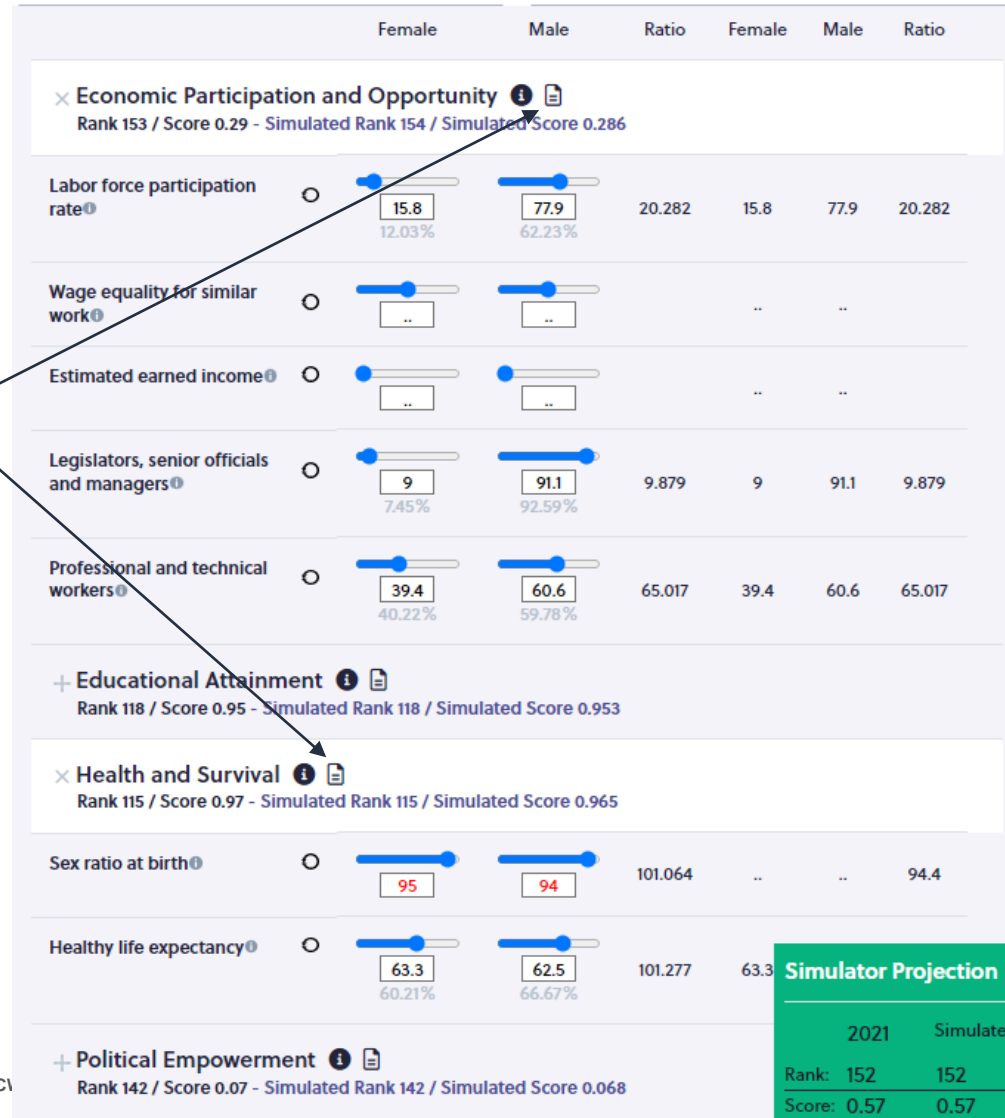 Female Male Ratio Female Male Ratio
Economic Participation and Opportunity
Rank 153 / Score 0.29 - Simulated Rank 154 / Simulated Score 0.286
Labor force participation
rate
15.8 77.9 20.282 15.8 77.9 20.282
12.03% 62.23%
Wage equality for similar
work
.. .. .. ..
Estimated earned income
.. .. .. ..
Legislators, senior officials
and managers
9 91.1 9.879 9 91.1 9.879
7.45% 92.59%
Professional and technical
workers
39.4 60.6 65.017 39.4 60.6 65.017
40.22% 59.78%
Educational Attainment
Rank 118 / Score 0.95 - Simulated Rank 118 / Simulated Score 0.953
Health and Survival
Rank 115 / Score 0.97 - Simulated Rank 115 / Simulated Score 0.965
Sex ratio at birth
95 94 101.064 .. .. 94.4
Healthy life expectancy
63.3 62.5 101.277 63.3
60.21% 66.67%
Simulator Projection
2021 Simulate
Rank: 152 152
Score: 0.57 0.57
Political Empowerment
Rank 142 / Score 0.07 - Simulated Rank 142 / Simulated Score 0.068